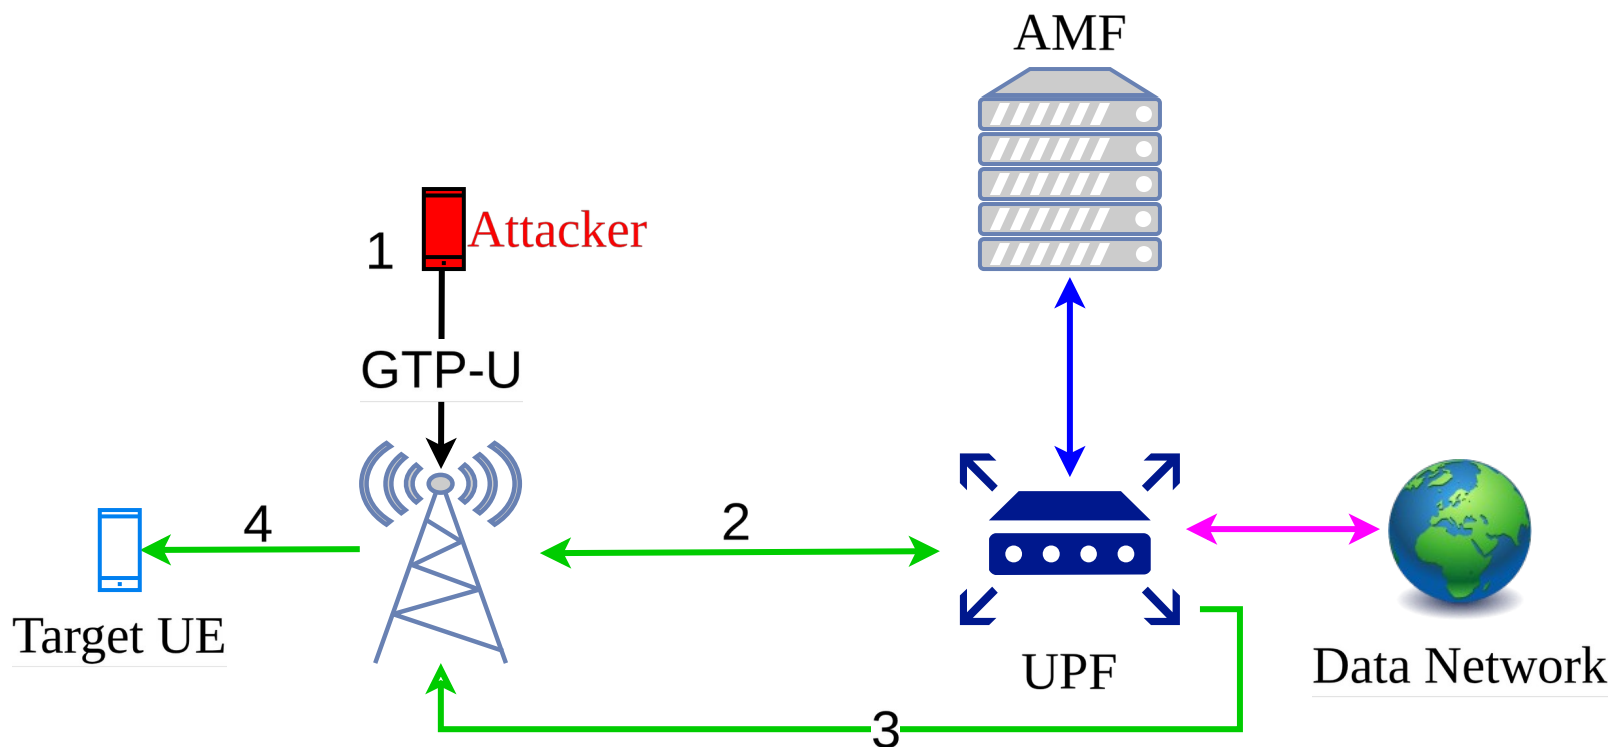 AMF
1
Attacker
GTP-U
4
2
Target UE
UPF
Data Network
3